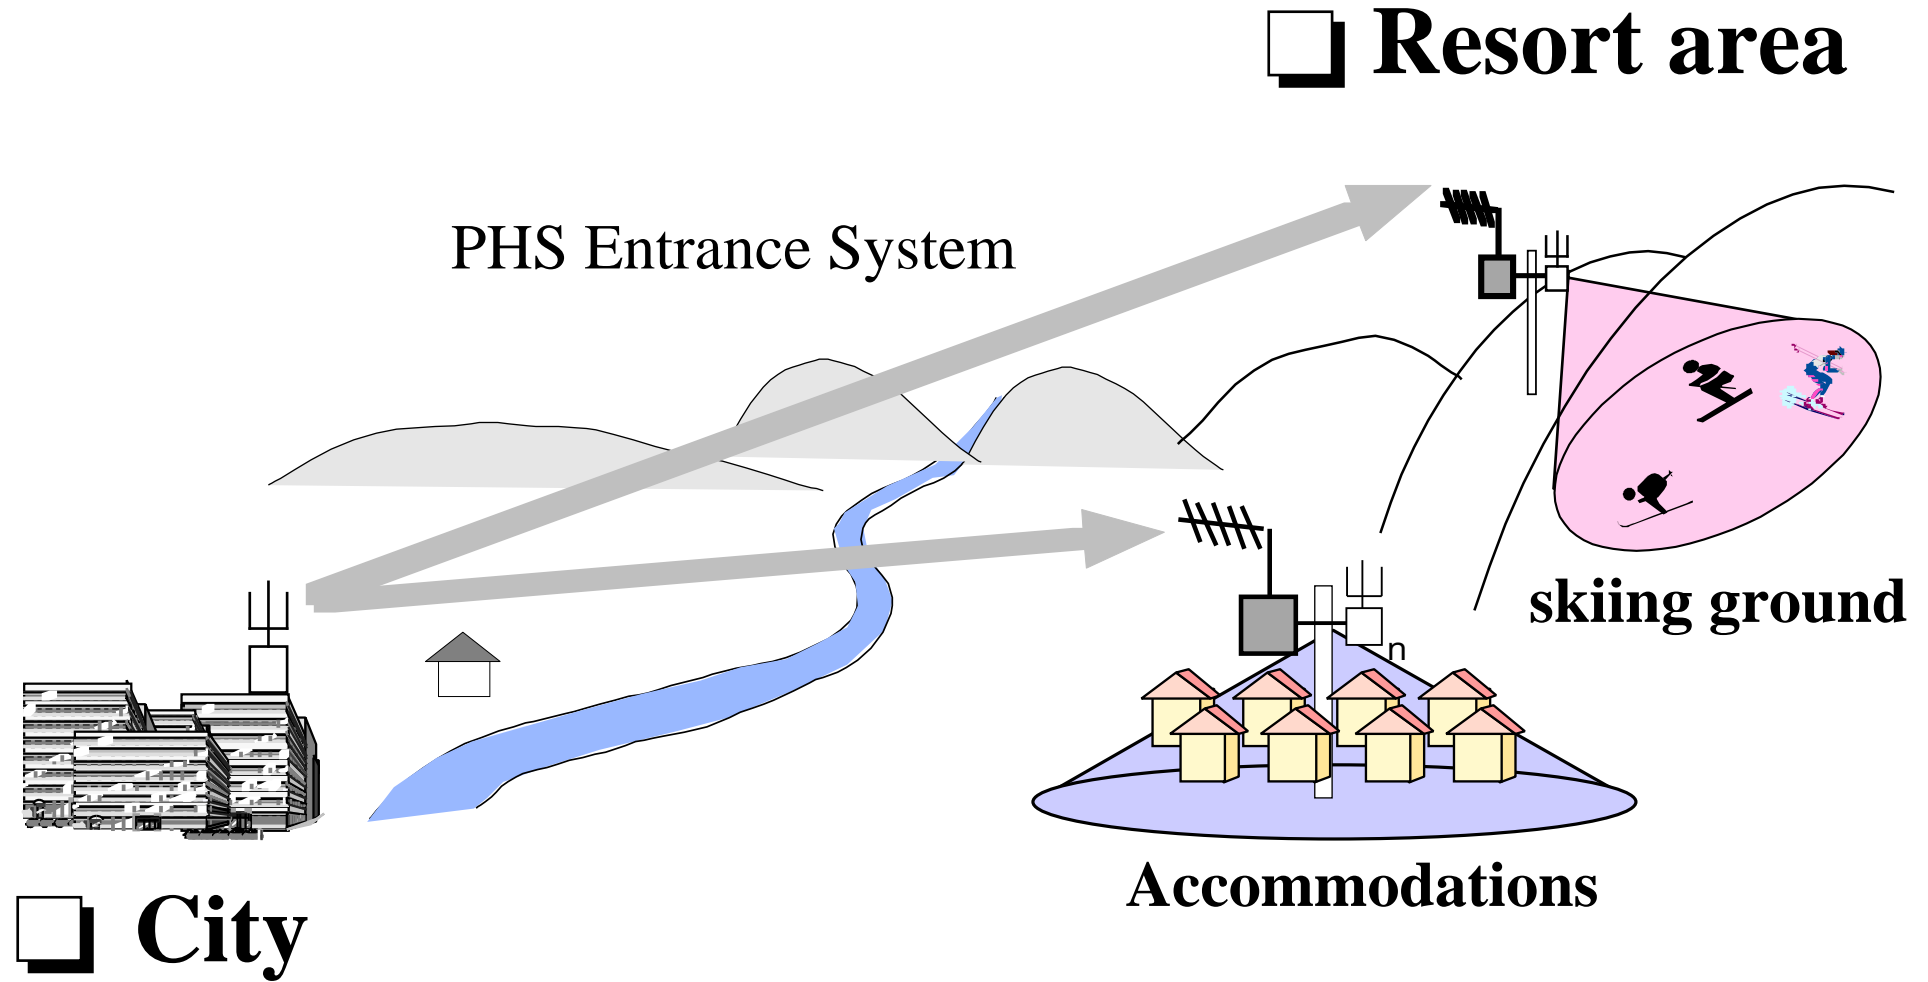 Resort area
PHS Entrance System
skiing ground
n
Accommodations
City